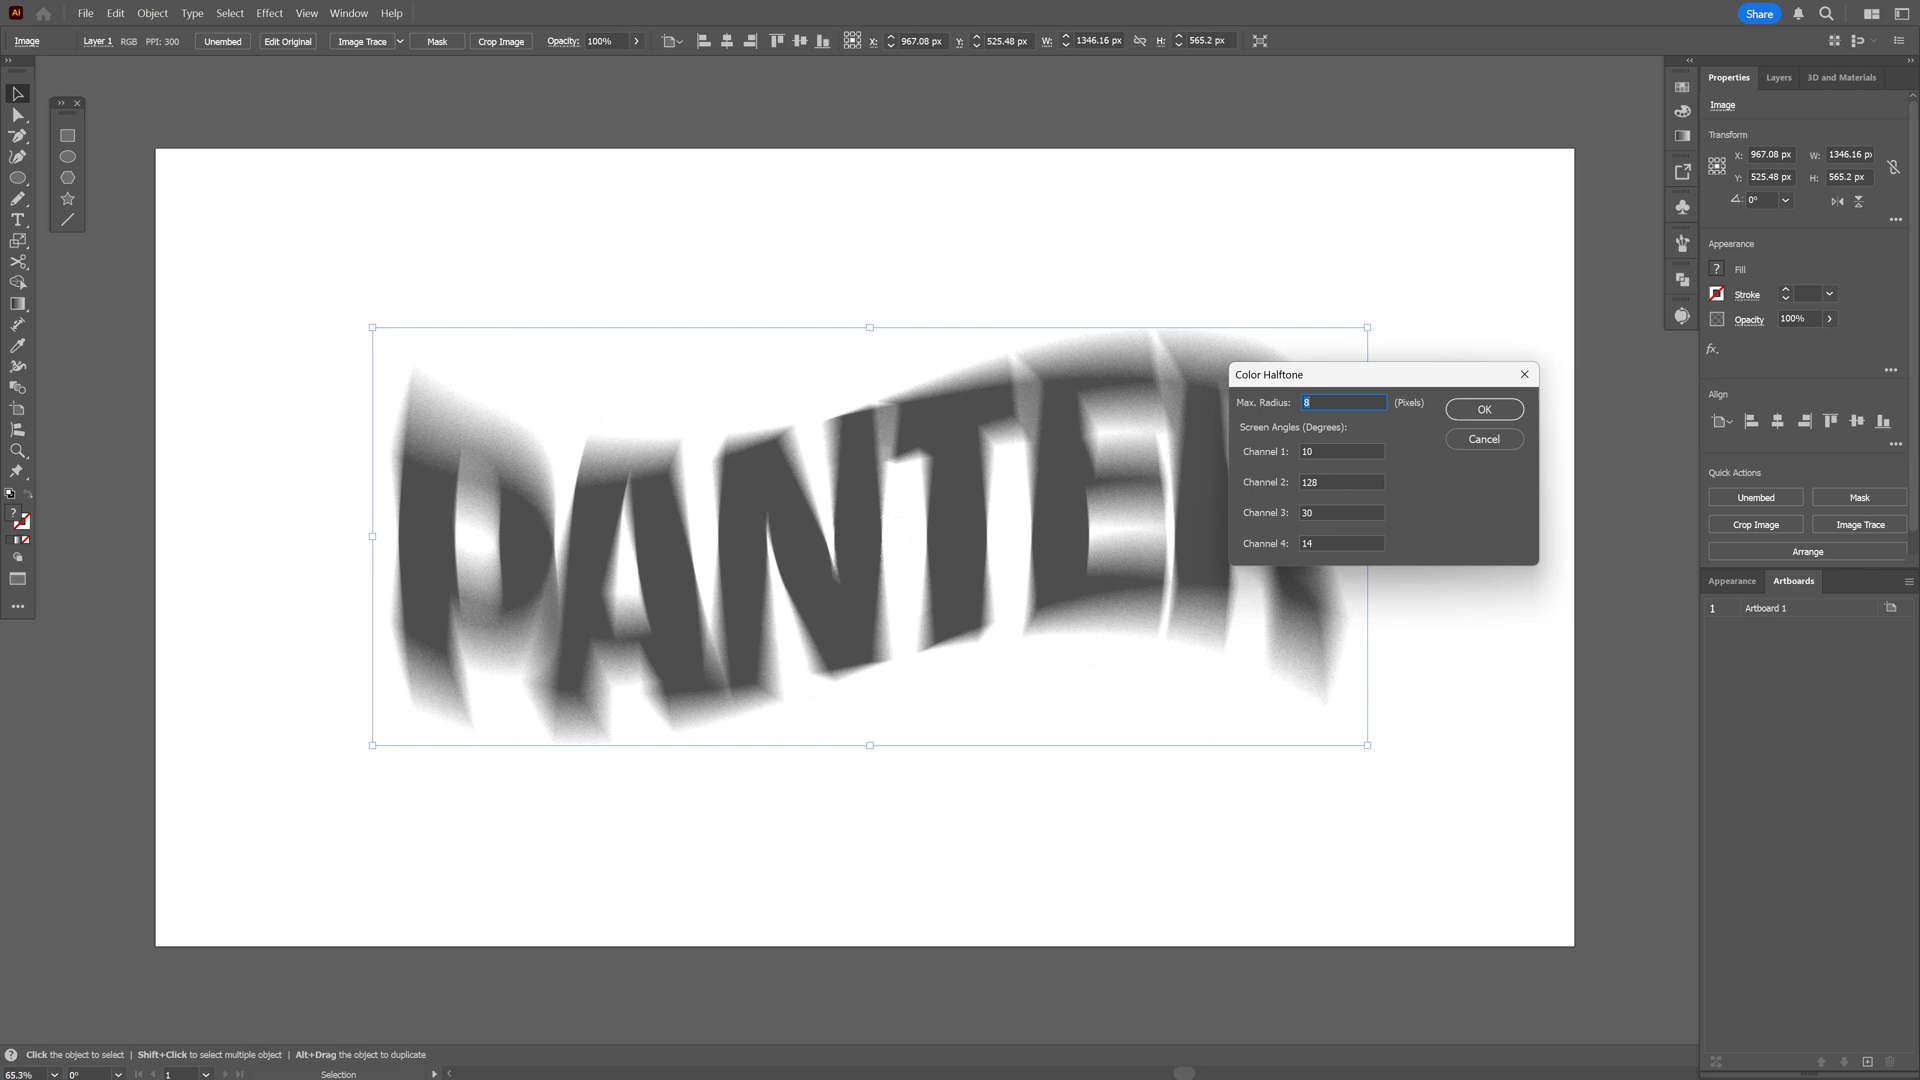 Ai File Edit Object Type Select Effect View Window Help Share
Image Layer 1 RGB PPI: 300 Unembed Edit Original Image Trace Mask Crop Image Opacity: 100% X: 967.08 px Y: 525.48 px W: 1346.16 px H: 565.2 px
Properties Layers 3D and Materials
Image
Transform
X: 967.08 px W: 1346.16 px
Y: 525.48 px H: 565.2 px
0°
Appearance
? Fill
Stroke
Opacity 100%
fx.
Align
Quick Actions
Unembed Mask
Crop Image Image Trace
Arrange
Appearance Artboards
1 Artboard 1
PANTER
Color Halftone
Max. Radius: 8 (Pixels) OK
Screen Angles (Degrees): Cancel
Channel 1: 10
Channel 2: 128
Channel 3: 30
Channel 4: 14
T
?
? Click the object to select | Shift+Click to select multiple object | Alt+Drag the object to duplicate
65.3% 0° 1 Selection